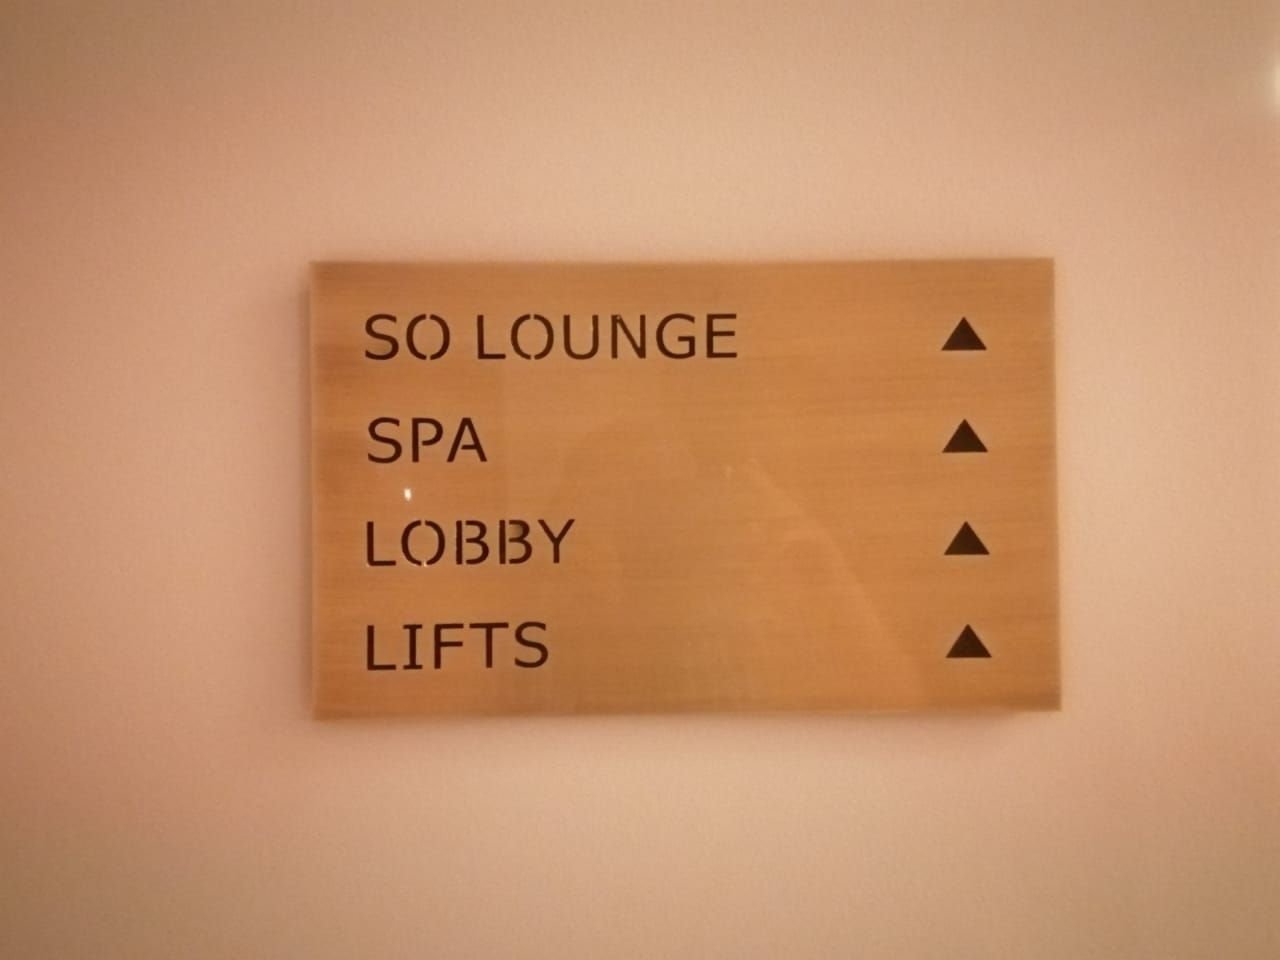 SO LOUNGE ▲
SPA ▲
LOBBY ▲
LIFTS ▲